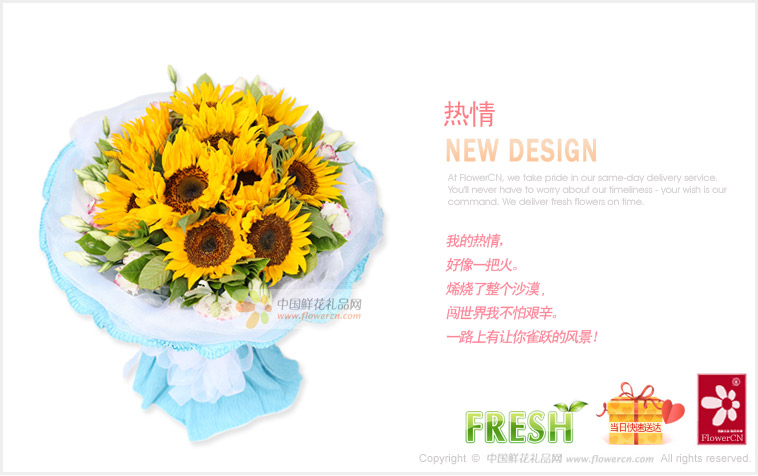 热情
NEW DESIGN
At FlowerCN, we take pride in our same-day delivery service.
You'll never have to worry about our timeliness - your wish is our
command. We deliver fresh flowers on time.
我的热情，
好像一把火。
烯烧了整个沙漠，
闯世界我不怕艰辛。
一路上有让你雀跃的风景！
中国鲜花礼品网
www.flowercn.com
FRESH
当日快速送达
FlowerCN
Copyright © 中国鲜花礼品网 www.flowercn.com All rights reserved.